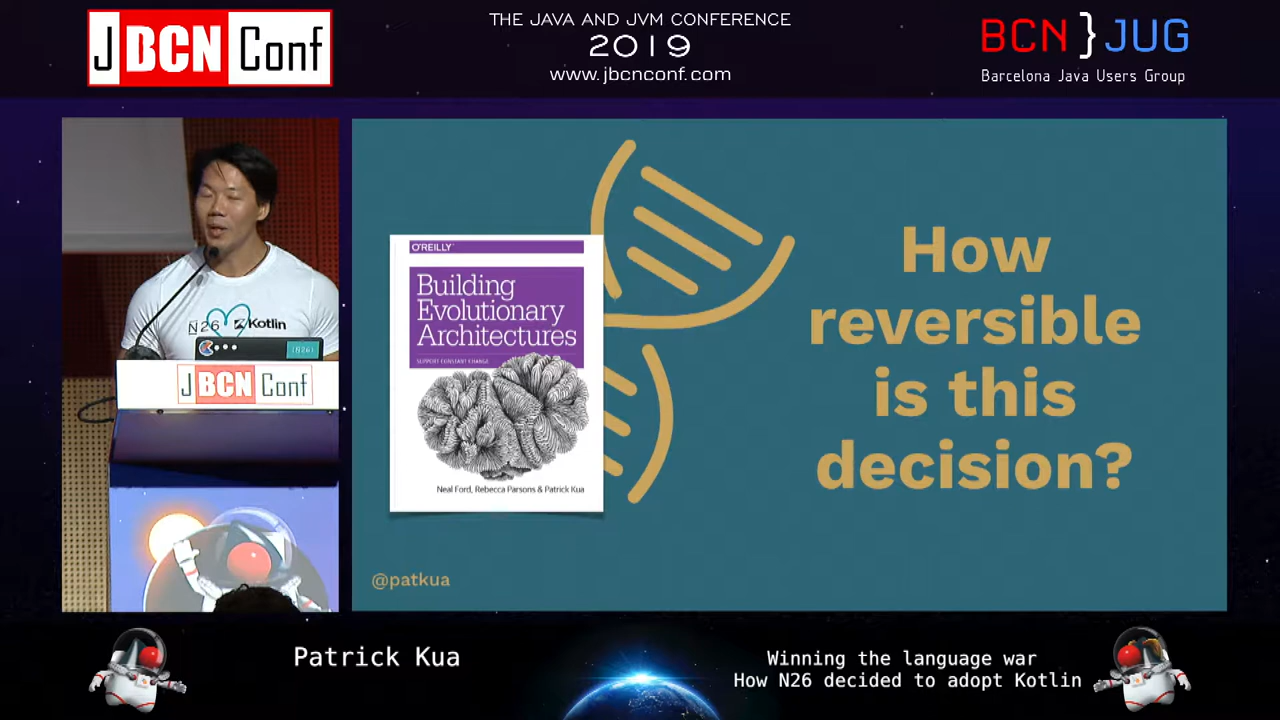 J BCN Conf
THE JAVA AND JVM CONFERENCE
2019
www.jbcnconf.com
BCN}JUG
Barcelona Java Users Group
N26 Kotlin
J BCN Conf
O'REILLY
Building
Evolutionary
Architectures
SUPPORT CONSTANT CHANGE
Neal Ford, Rebecca Parsons & Patrick Kua
How
reversible
is this
decision?
@patkua
Patrick Kua
Winning the language war
How N26 decided to adopt Kotlin